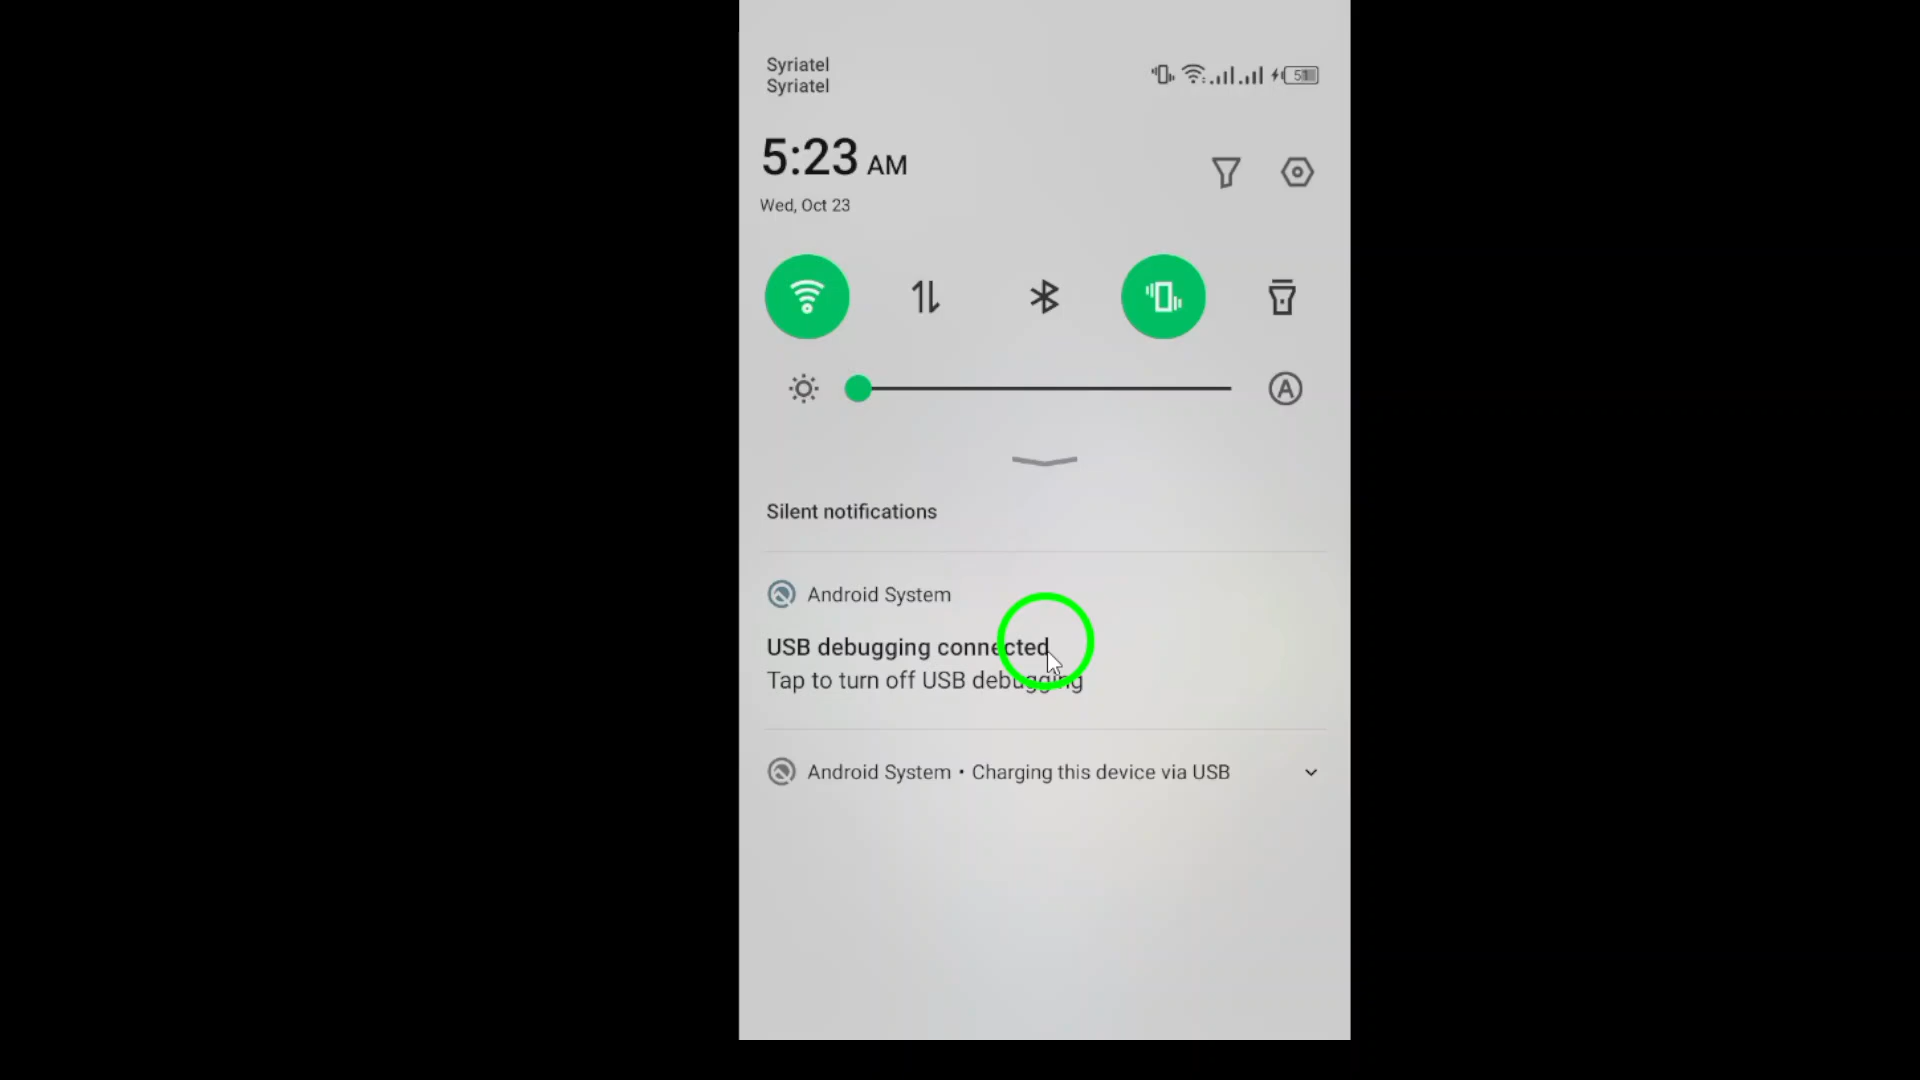 Syriatel
Syriatel
51
5:23 AM
Wed, Oct 23
A
Silent notifications
Android System
USB debugging connected
Tap to turn off USB debugging
Android System • Charging this device via USB